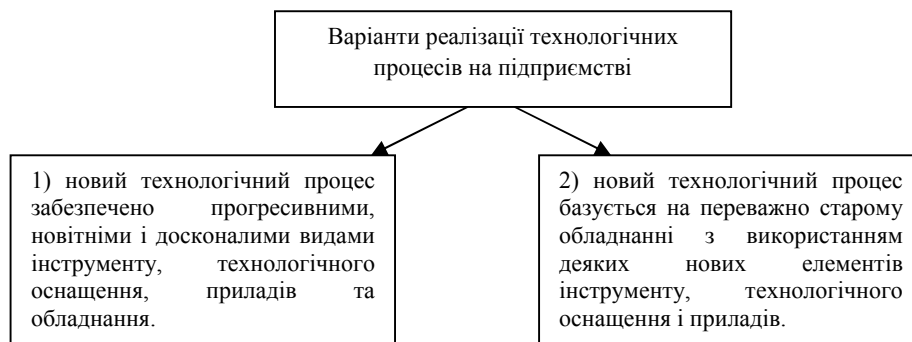 Варіанти реалізації технологічних
процесів на підприємстві
1) новий технологічний процес
забезпечено прогресивними,
новітніми і досконалими видами
інструменту, технологічного
оснащення, приладів та
обладнання.
2) новий технологічний процес
базується на переважно старому
обладнанні з використанням
деяких нових елементів
інструменту, технологічного
оснащення і приладів.